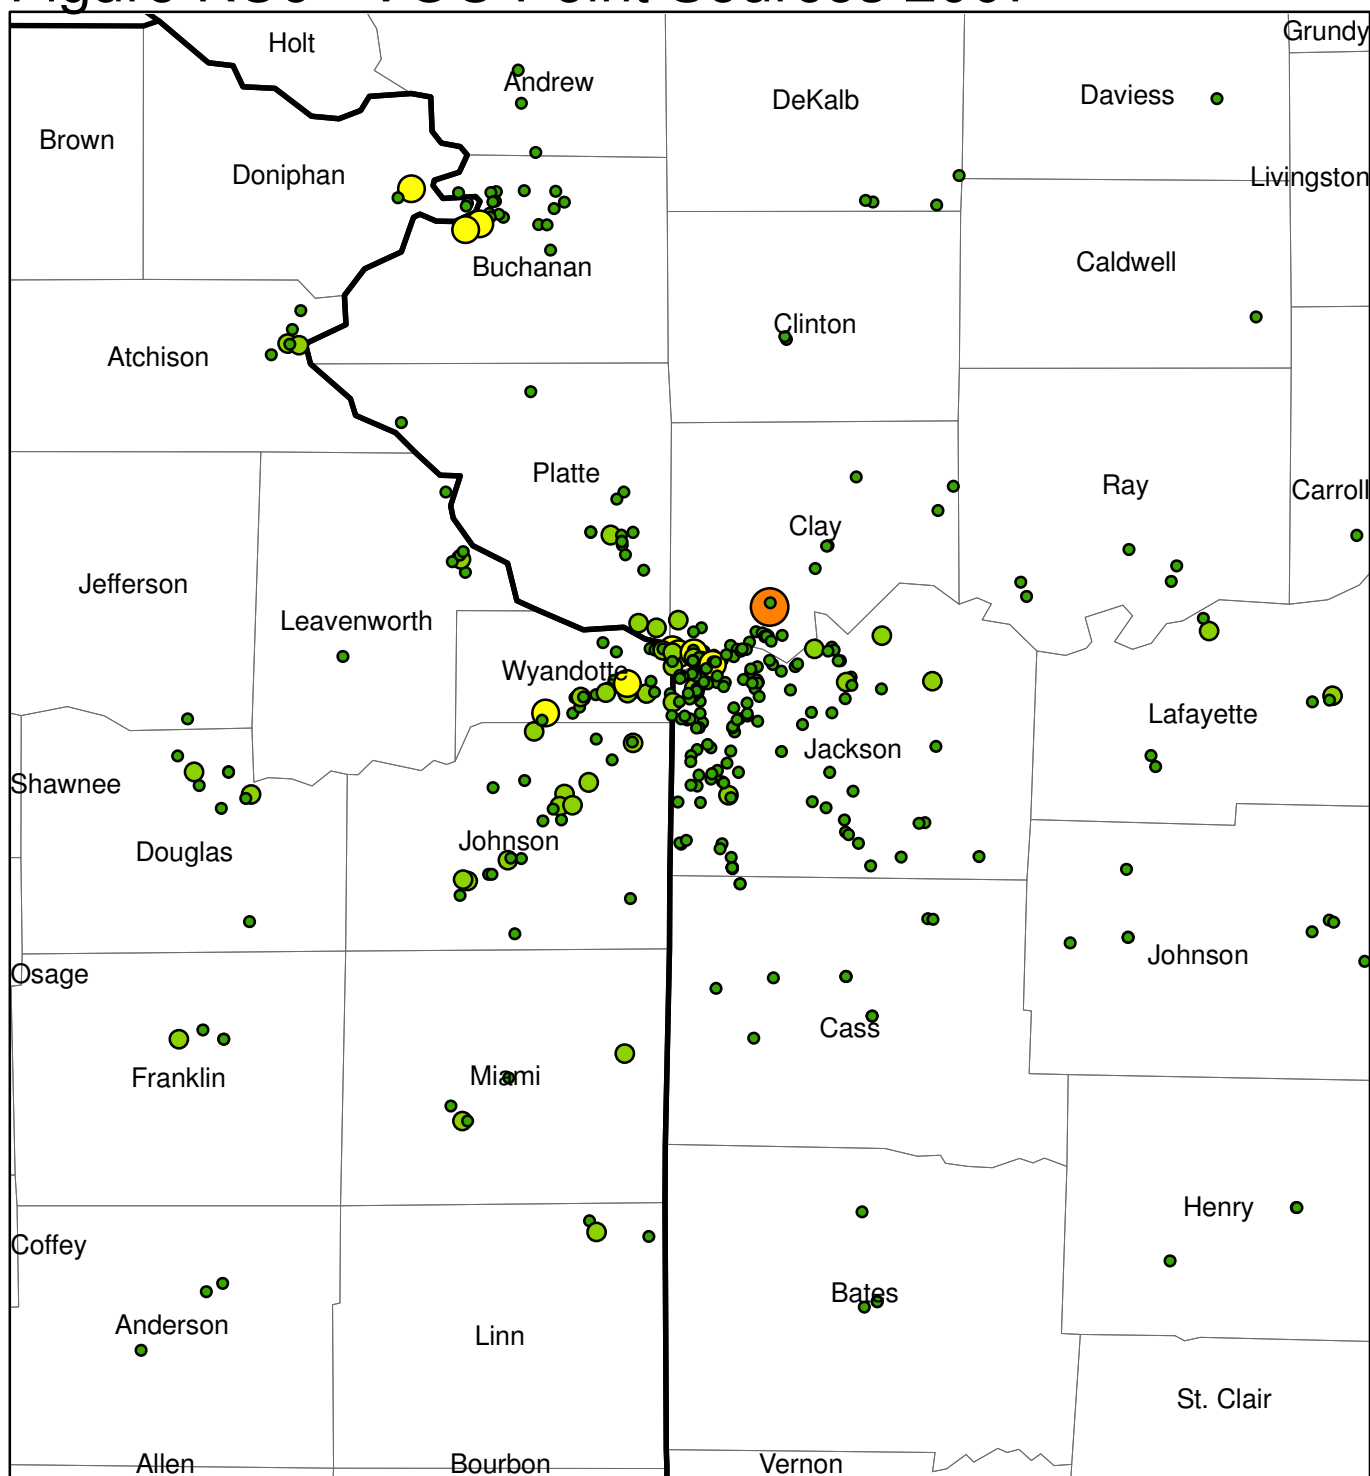 Holt
Grundy
Andrew
DeKalb
Daviess
Brown
Doniphan
Livingston
Buchanan
Caldwell
Clinton
Atchison
Platte
Ray
Carroll
Clay
Jefferson
Leavenworth
Wyandotte
Lafayette
Jackson
Shawnee
Johnson
Douglas
Johnson
Osage
Cass
Franklin
Miami
Henry
Coffey
Bates
Anderson
Linn
St. Clair
Allen
Bourbon
Vernon